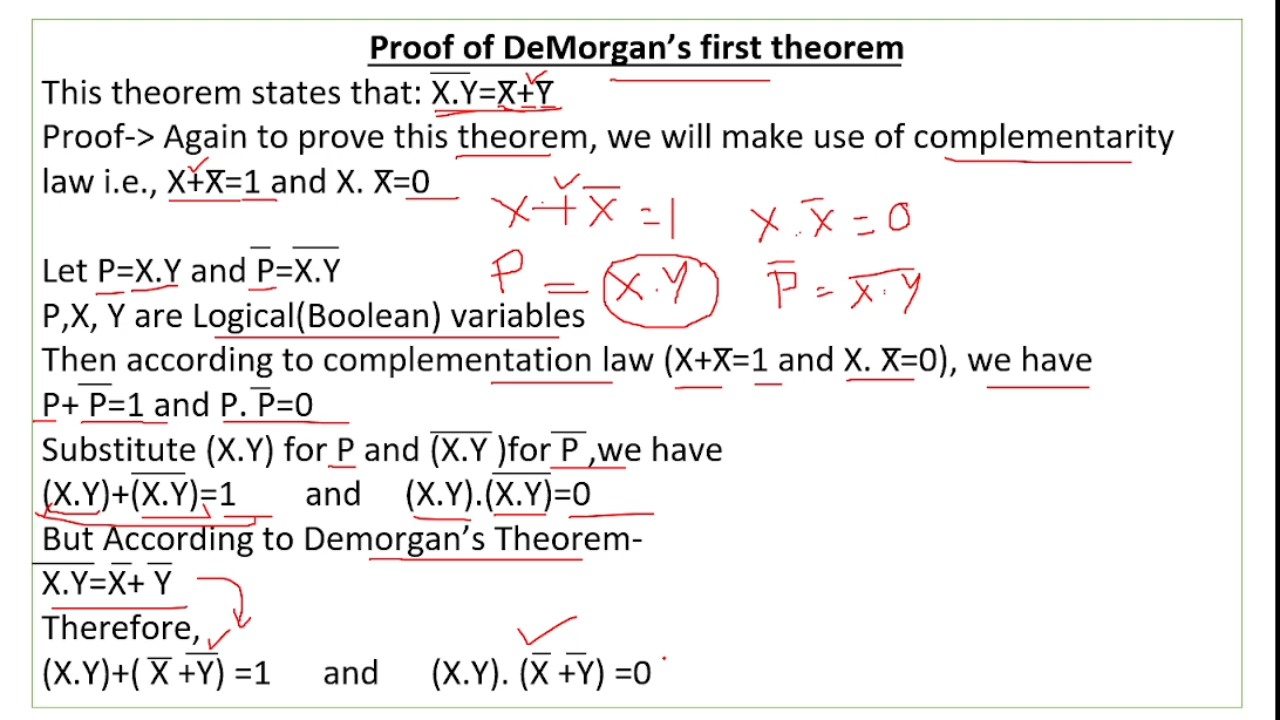 Proof of DeMorgan's first theorem
This theorem states that: X̅.̅Y̅=X̅+Y̅
Proof-> Again to prove this theorem, we will make use of complementarity
law i.e., X+X̅=1 and X. X̅=0
X+X̅=1 X.X̅=0
Let P=X.Y and P̅=X̅.̅Y̅
P = X.Y P̅ = X̅.̅Y̅
P,X, Y are Logical(Boolean) variables
Then according to complementation law (X+X̅=1 and X. X̅=0), we have
P+ P̅=1 and P. P̅=0
Substitute (X.Y) for P and (X̅.̅Y̅ )for P̅ ,we have
(X.Y)+(X̅.̅Y̅)=1 and (X.Y).(X̅.̅Y̅)=0
But According to Demorgan's Theorem-
X̅.̅Y̅=X̅+ Y̅
Therefore,
(X.Y)+( X̅ +Y̅) =1 and (X.Y). (X̅ +Y̅) =0